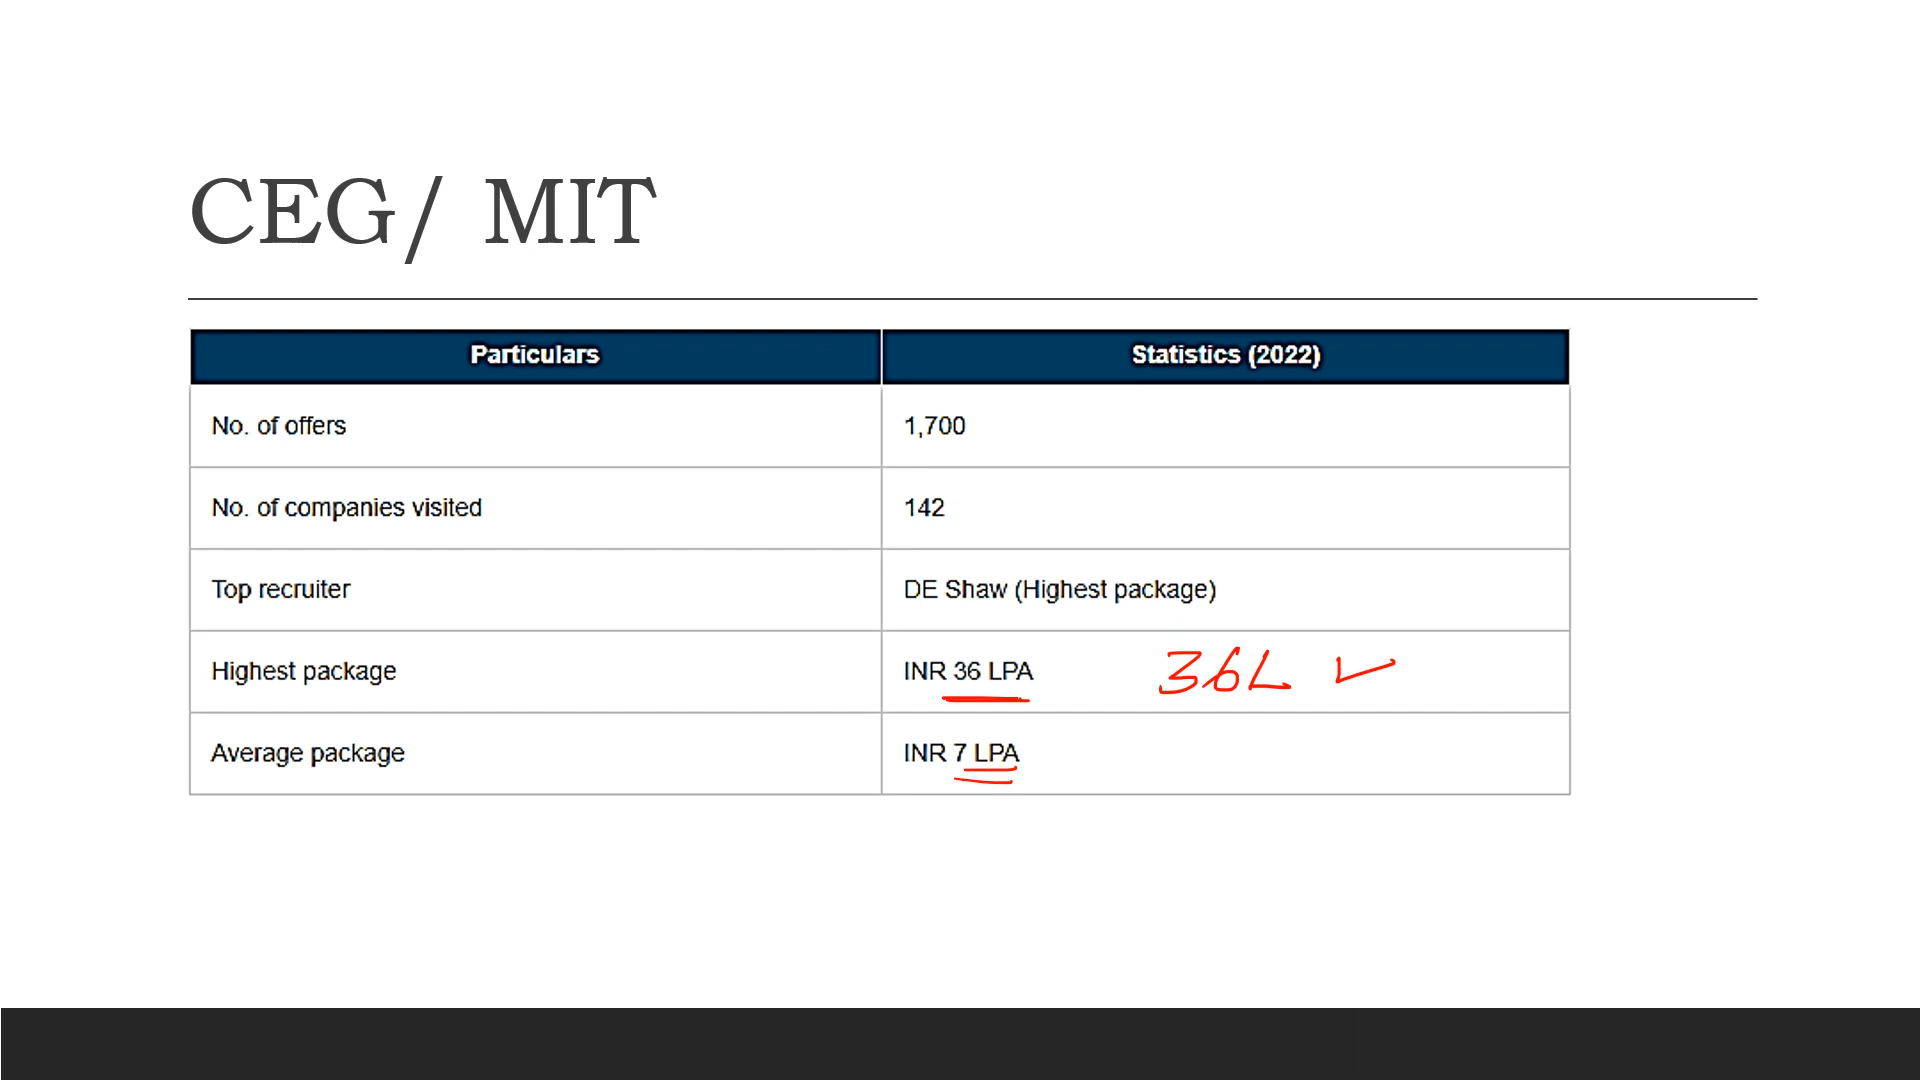 CEG/ MIT
Particulars Statistics (2022)
No. of offers 1,700
No. of companies visited 142
Top recruiter DE Shaw (Highest package)
Highest package INR 36 LPA 36L
Average package INR 7 LPA